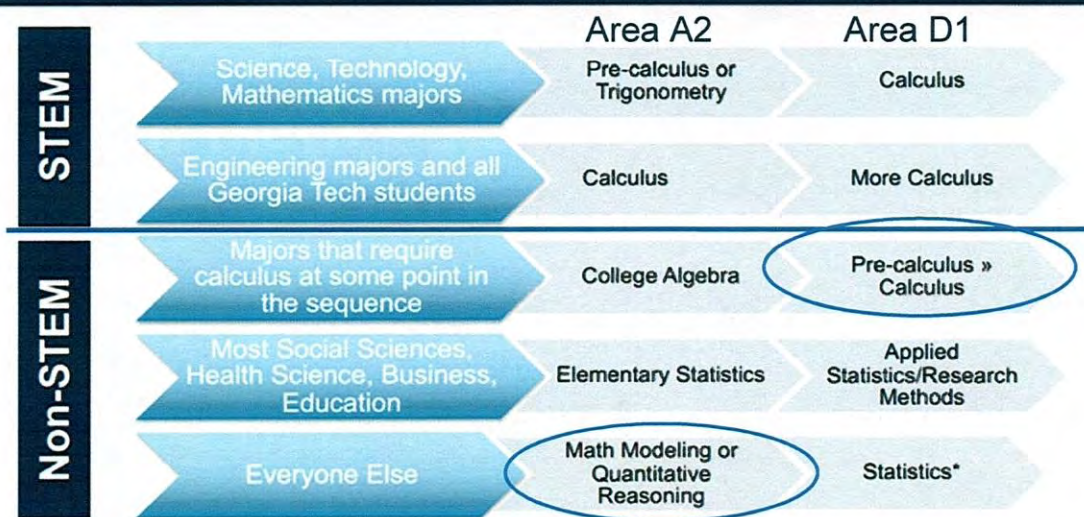 Area A2
Area D1
STEM
Science, Technology,
Mathematics majors
Pre-calculus or
Trigonometry
Calculus
Engineering majors and all
Georgia Tech students
Calculus
More Calculus
Non-STEM
Majors that require
calculus at some point in
the sequence
College Algebra
Pre-calculus »
Calculus
Most Social Sciences,
Health Science, Business,
Education
Elementary Statistics
Applied
Statistics/Research
Methods
Everyone Else
Math Modeling or
Quantitative
Reasoning
Statistics*